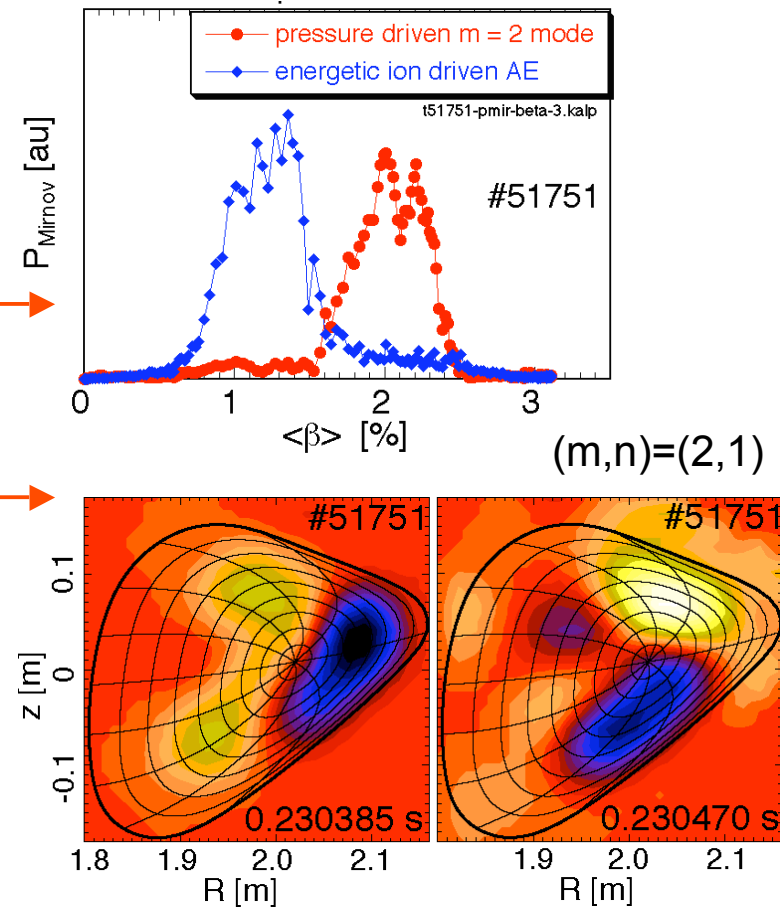 pressure driven m = 2 mode
energetic ion driven AE
t51751-pmir-beta-3.kalp
#51751
P_Mirnov [au]
0 1 2 3
<β> [%]
(m,n)=(2,1)
#51751
#51751
0.1
0
-0.1
z [m]
0.230385 s
0.230470 s
1.8 1.9 2.0 2.1
1.9 2.0 2.1
R [m]
R [m]